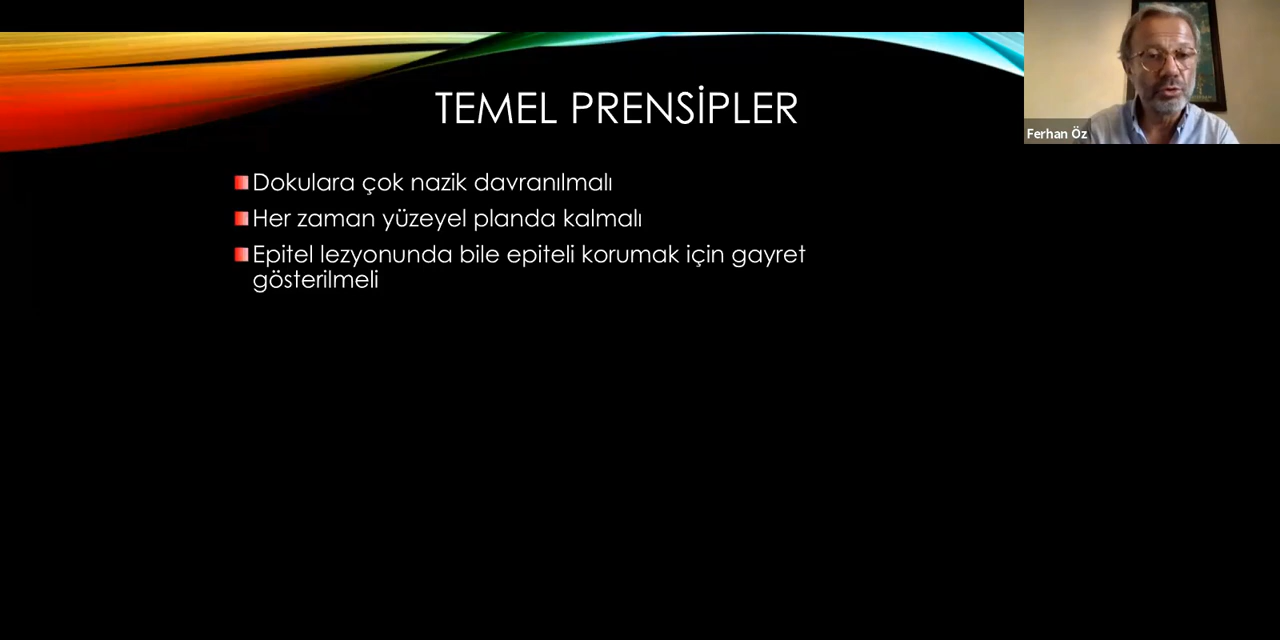 TEMEL PRENSİPLER
Dokulara çok nazik davranılmalı
Her zaman yüzeyel planda kalmalı
Epitel lezyonunda bile epiteli korumak için gayret
gösterilmeli
Ferhan Öz